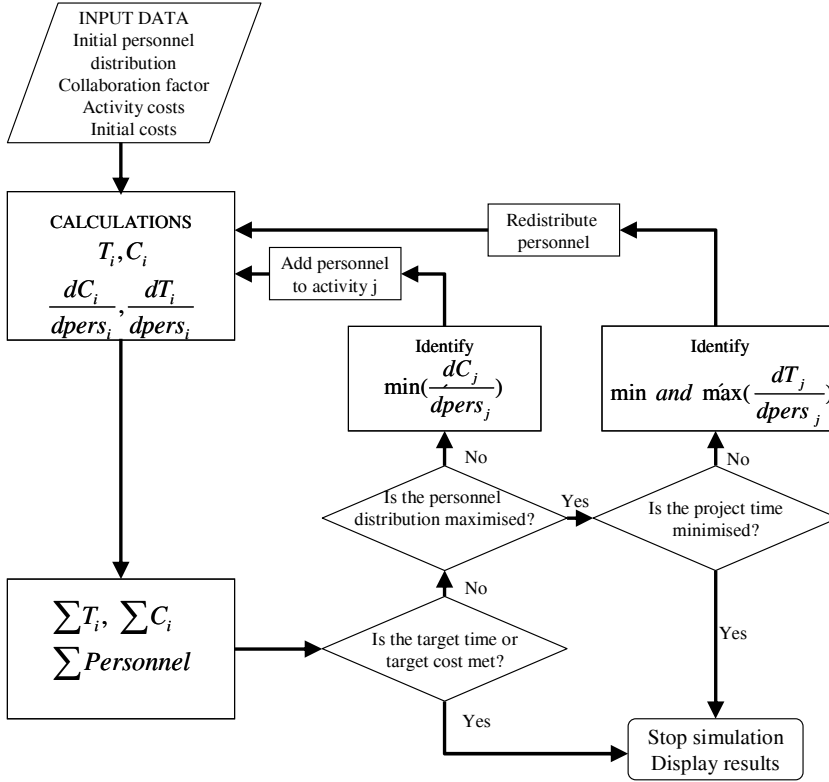 INPUT DATA
Initial personnel
distribution
Collaboration factor
Activity costs
Initial costs
CALCULATIONS
T_i, C_i
dC_i/dpers_i, dT_i/dpers_i
Redistribute
personnel
Add personnel
to activity j
Identify
min(dC_j/dpers_j)
Identify
min and max(dT_j/dpers_j)
No
No
Is the personnel
distribution maximised?
Yes
Is the project time
minimised?
No
Yes
∑T_i, ∑C_i
∑Personnel
Is the target time or
target cost met?
Yes
Stop simulation
Display results